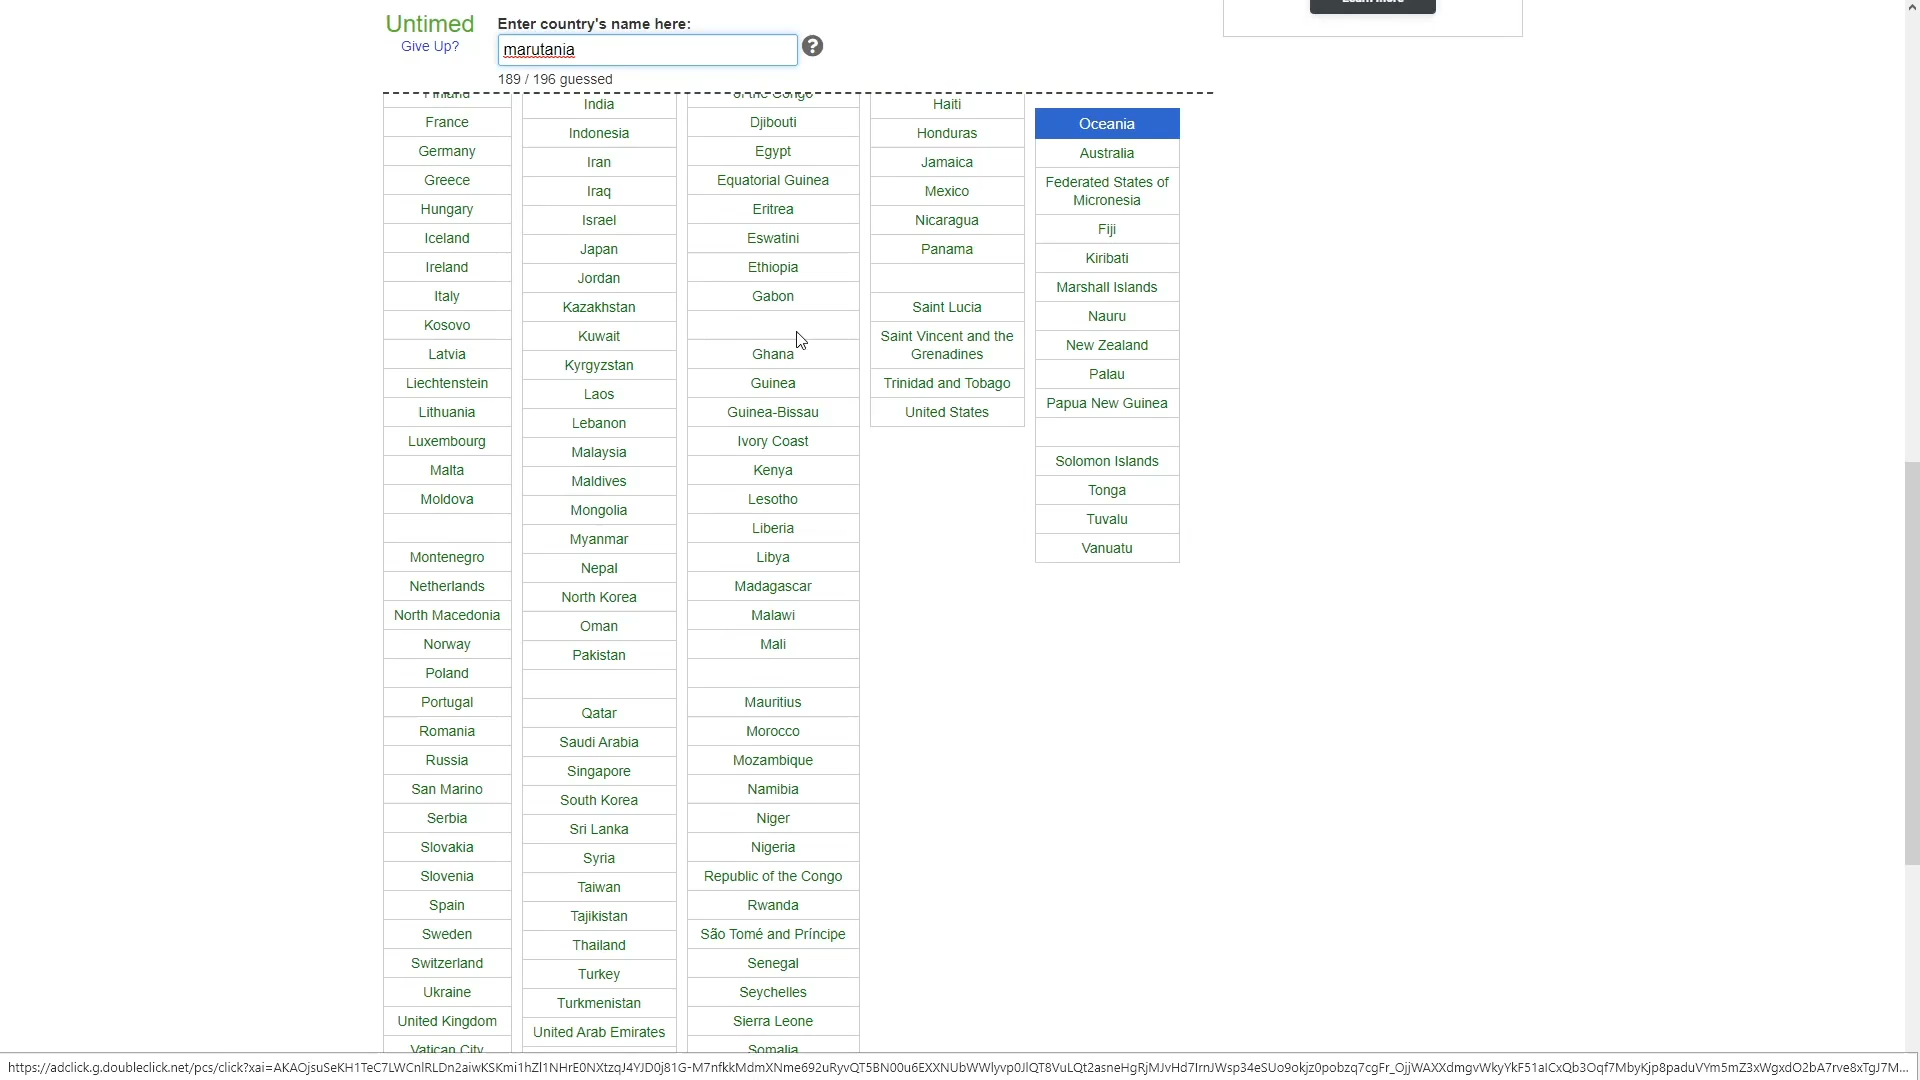 Untimed
Give Up?
Enter country's name here:
marutania
?
189 / 196 guessed
Learn more
Finland
France
Germany
Greece
Hungary
Iceland
Ireland
Italy
Kosovo
Latvia
Liechtenstein
Lithuania
Luxembourg
Malta
Moldova
Montenegro
Netherlands
North Macedonia
Norway
Poland
Portugal
Romania
Russia
San Marino
Serbia
Slovakia
Slovenia
Spain
Sweden
Switzerland
Ukraine
United Kingdom
Vatican City
India
Indonesia
Iran
Iraq
Israel
Japan
Jordan
Kazakhstan
Kuwait
Kyrgyzstan
Laos
Lebanon
Malaysia
Maldives
Mongolia
Myanmar
Nepal
North Korea
Oman
Pakistan
Qatar
Saudi Arabia
Singapore
South Korea
Sri Lanka
Syria
Taiwan
Tajikistan
Thailand
Turkey
Turkmenistan
United Arab Emirates
of the Congo
Djibouti
Egypt
Equatorial Guinea
Eritrea
Eswatini
Ethiopia
Gabon
Ghana
Guinea
Guinea-Bissau
Ivory Coast
Kenya
Lesotho
Liberia
Libya
Madagascar
Malawi
Mali
Mauritius
Morocco
Mozambique
Namibia
Niger
Nigeria
Republic of the Congo
Rwanda
São Tomé and Príncipe
Senegal
Seychelles
Sierra Leone
Somalia
Haiti
Honduras
Jamaica
Mexico
Nicaragua
Panama
Saint Lucia
Saint Vincent and the
Grenadines
Trinidad and Tobago
United States
Oceania
Australia
Federated States of
Micronesia
Fiji
Kiribati
Marshall Islands
Nauru
New Zealand
Palau
Papua New Guinea
Solomon Islands
Tonga
Tuvalu
Vanuatu